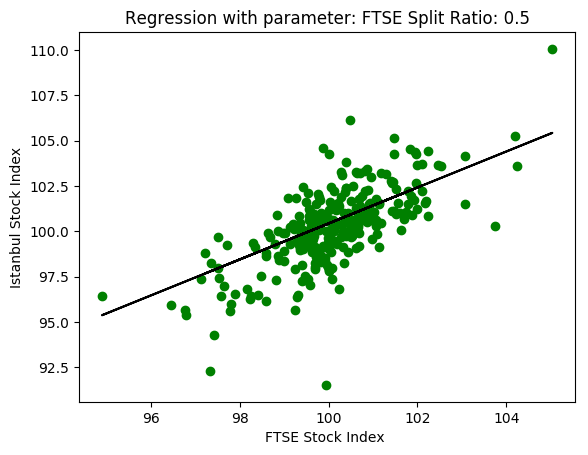 Regression with parameter: FTSE Split Ratio: 0.5
110.0
107.5
105.0
102.5
100.0
97.5
95.0
92.5
Istanbul Stock Index
96 98 100 102 104
FTSE Stock Index